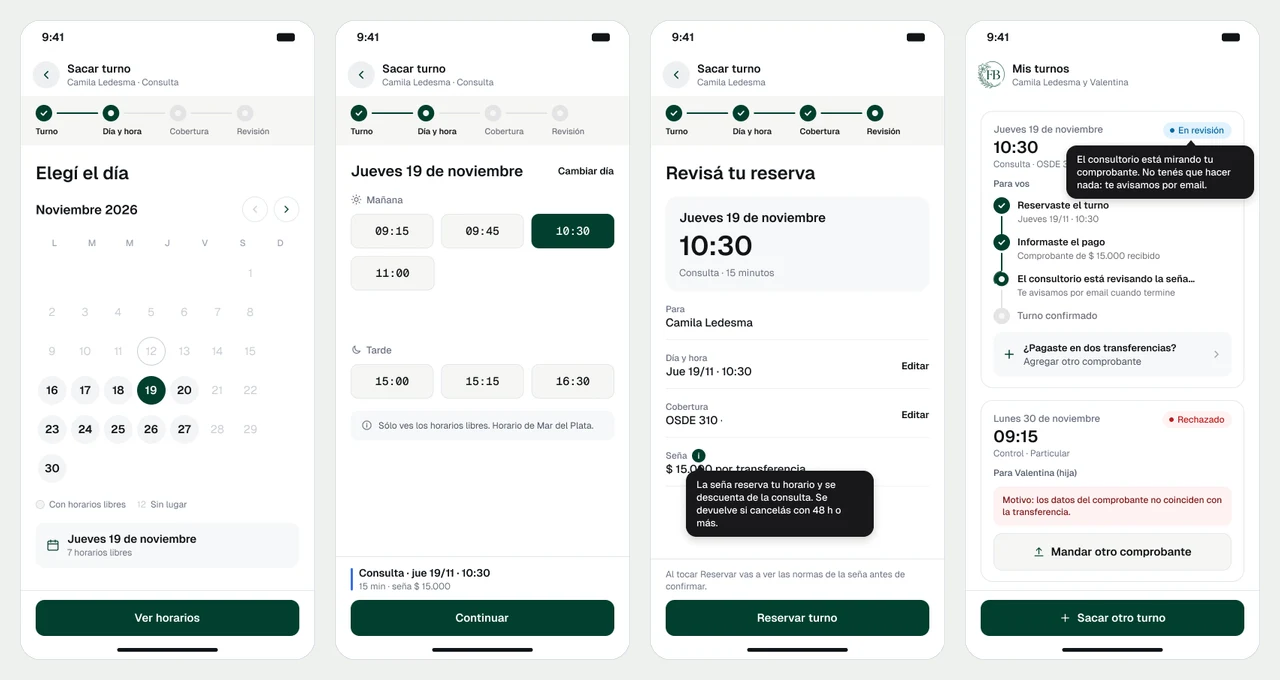 9:41
Sacar turno
Camila Ledesma · Consulta
Turno
Día y hora
Cobertura
Revisión
Elegí el día
Noviembre 2026
L M M J V S D
1
2 3 4 5 6 7 8
9 10 11 12 13 14 15
16 17 18 19 20 21 22
23 24 25 26 27 28 29
30
Con horarios libres 12 Sin lugar
Jueves 19 de noviembre
7 horarios libres
Ver horarios
9:41
Sacar turno
Camila Ledesma · Consulta
Turno
Día y hora
Cobertura
Revisión
Jueves 19 de noviembre
Cambiar día
Mañana
09:15 09:45 10:30
11:00
Tarde
15:00 15:15 16:30
Sólo ves los horarios libres. Horario de Mar del Plata.
Consulta · jue 19/11 · 10:30
15 min · seña $ 15.000
Continuar
9:41
Sacar turno
Camila Ledesma
Turno
Día y hora
Cobertura
Revisión
Revisá tu reserva
Jueves 19 de noviembre
10:30
Consulta · 15 minutos
Para
Camila Ledesma
Día y hora
Jue 19/11 · 10:30
Editar
Cobertura
OSDE 310 ·
Editar
Seña i
$ 15.000 por transferencia
La seña reserva tu horario y se
descuenta de la consulta. Se
devuelve si cancelás con 48 h o
más.
Al tocar Reservar vas a ver las normas de la seña antes de
confirmar.
Reservar turno
9:41
FB
Mis turnos
Camila Ledesma y Valentina
Jueves 19 de noviembre
En revisión
10:30
Consulta · OSDE
El consultorio está mirando tu
comprobante. No tenés que hacer
nada: te avisamos por email.
Para vos
Reservaste el turno
Jueves 19/11 · 10:30
Informaste el pago
Comprobante de $ 15.000 recibido
El consultorio está revisando la seña…
Te avisamos por email cuando termine
Turno confirmado
¿Pagaste en dos transferencias?
Agregar otro comprobante
Lunes 30 de noviembre
Rechazado
09:15
Control · Particular
Para Valentina (hija)
Motivo: los datos del comprobante no coinciden con
la transferencia.
Mandar otro comprobante
Sacar otro turno